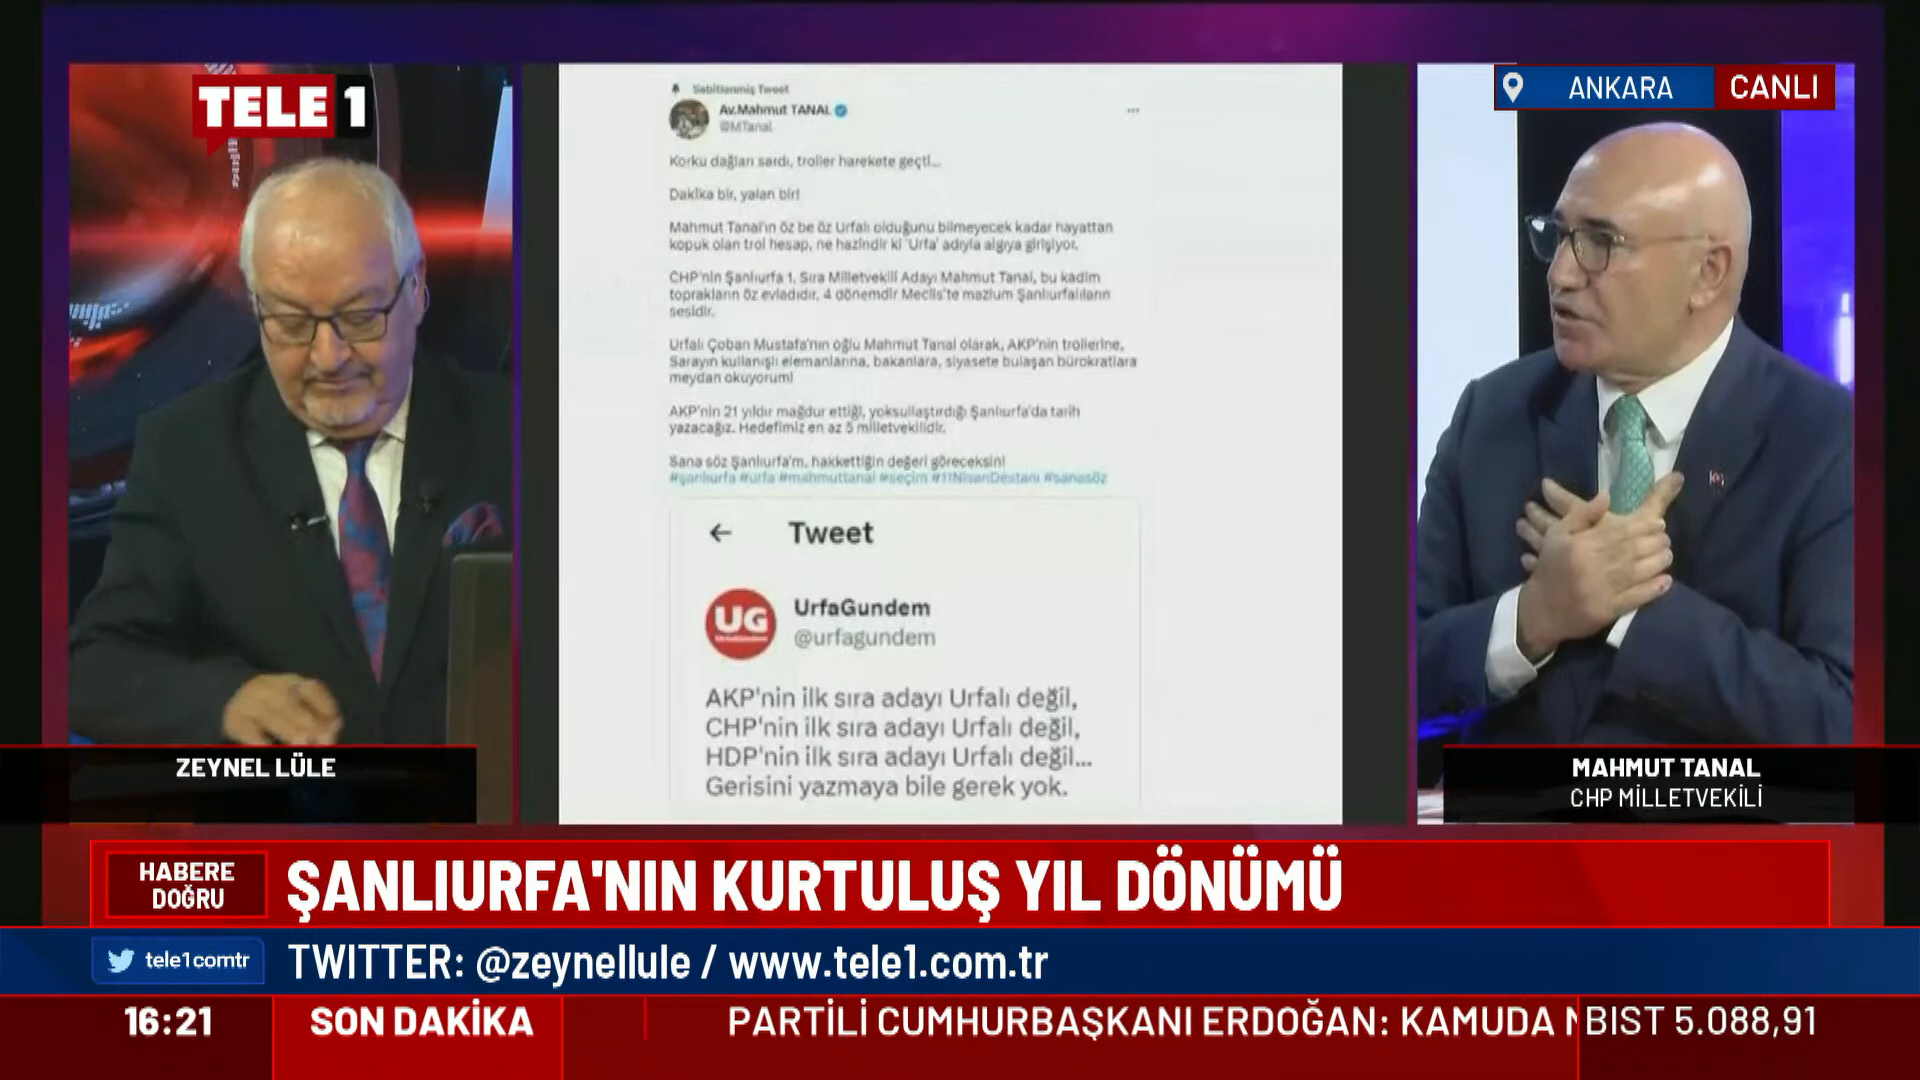 TELE 1
ANKARA
CANLI
Sabitlenmiş Tweet
Av.Mahmut TANAL
@MTanal
Korku dağları sardı, troller harekete geçti...
Dakika bir, yalan bir!
Mahmut Tanal'ın öz be öz Urfalı olduğunu bilmeyecek kadar hayattan
kopuk olan trol hesap, ne hazindir ki 'Urfa' adıyla algıya girişiyor.
CHP'nin Şanlıurfa 1. Sıra Milletvekili Adayı Mahmut Tanal, bu kadim
toprakların öz evladıdır, 4 dönemdir Meclis'te mazlum Şanlıurfalıların
sesidir.
Urfalı Çoban Mustafa'nın oğlu Mahmut Tanal olarak, AKP'nin trollerine,
Sarayın kullanışlı elemanlarına, bakanlara, siyasete bulaşan bürokratlara
meydan okuyorum!
AKP'nin 21 yıldır mağdur ettiği, yoksullaştırdığı Şanlıurfa'da tarih
yazacağız. Hedefimiz en az 5 milletvekilidir.
Sana söz Şanlıurfa'm, hakkettiğin değeri göreceksin!
#şanlıurfa #urfa #mahmuttanal #seçim #11NisanDestanı #sanasöz
← Tweet
UG
UrfaGundem
@urfagundem
AKP'nin ilk sıra adayı Urfalı değil,
CHP'nin ilk sıra adayı Urfalı değil,
HDP'nin ilk sıra adayı Urfalı değil...
Gerisini yazmaya bile gerek yok.
ZEYNEL LÜLE
MAHMUT TANAL
CHP MİLLETVEKİLİ
HABERE
DOĞRU
ŞANLIURFA'NIN KURTULUŞ YIL DÖNÜMÜ
tele1comtr
TWITTER: @zeynellule / www.tele1.com.tr
16:21
SON DAKİKA
PARTİLİ CUMHURBAŞKANI ERDOĞAN: KAMUDA
BIST 5.088,91